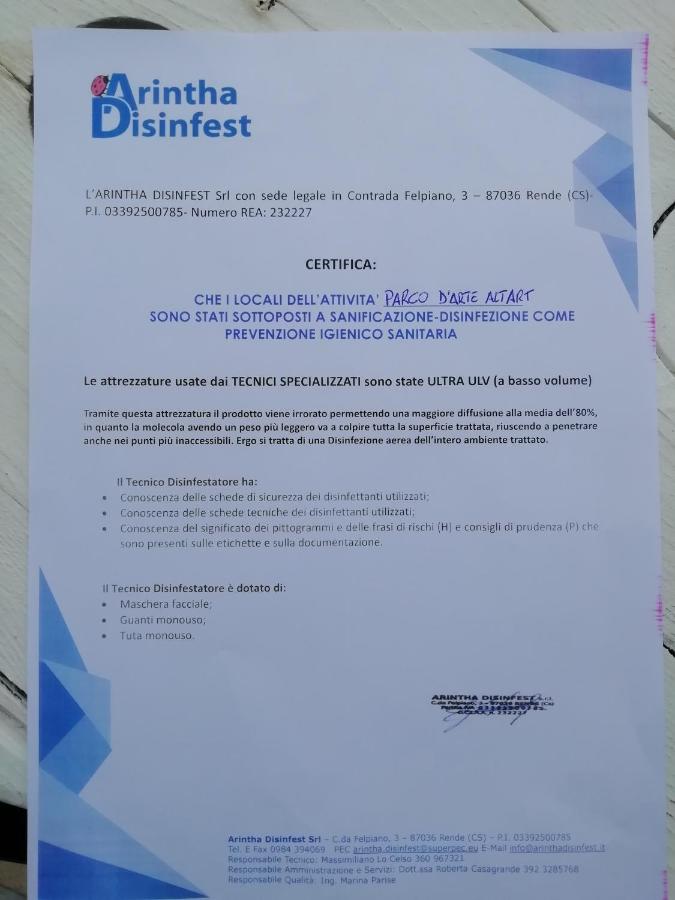 Arintha
Disinfest
L'ARINTHA DISINFEST Srl con sede legale in Contrada Felpiano, 3 – 87036 Rende (CS)-
P.I. 03392500785- Numero REA: 232227
CERTIFICA:
CHE I LOCALI DELL'ATTIVITA' PARCO D'ARTE ALTART
SONO STATI SOTTOPOSTI A SANIFICAZIONE-DISINFEZIONE COME
PREVENZIONE IGIENICO SANITARIA
Le attrezzature usate dai TECNICI SPECIALIZZATI sono state ULTRA ULV (a basso volume)
Tramite questa attrezzatura il prodotto viene irrorato permettendo una maggiore diffusione alla media dell'80%,
in quanto la molecola avendo un peso più leggero va a colpire tutta la superficie trattata, riuscendo a penetrare
anche nei punti più inaccessibili. Ergo si tratta di una Disinfezione aerea dell'intero ambiente trattato.
Il Tecnico Disinfestatore ha:
• Conoscenza delle schede di sicurezza dei disinfettanti utilizzati;
• Conoscenza delle schede tecniche dei disinfettanti utilizzati;
• Conoscenza del significato dei pittogrammi e delle frasi di rischi (H) e consigli di prudenza (P) che
sono presenti sulle etichette e sulla documentazione.
Il Tecnico Disinfestatore è dotato di:
• Maschera facciale;
• Guanti monouso;
• Tuta monouso.
ARINTHA DISINFEST s.r.l.
C.da Felpiano, 3 - 87036 RENDE (Cs)
232227
Arintha Disinfest Srl – C.da Felpiano, 3 – 87036 Rende (CS) – P.I. 03392500785
Tel. E Fax 0984 394069 PEC arintha.disinfest@superpec.eu E-Mail info@arinthadisinfest.it
Responsabile Tecnico: Massimiliano Lo Celso 360 967321
Responsabile Amministrazione e Servizi: Dott.ssa Roberta Casagrande 392 3285768
Responsabile Qualità: Ing. Marina Parise